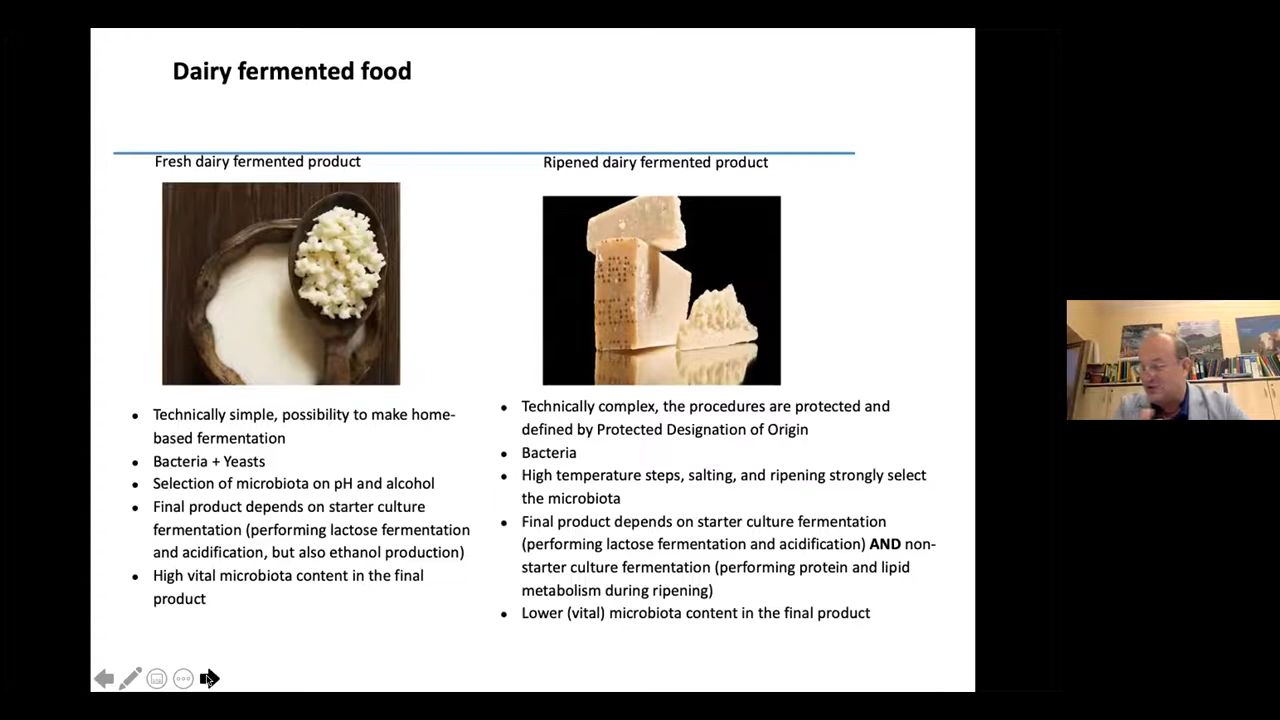 Dairy fermented food
Fresh dairy fermented product
Technically simple, possibility to make home-
based fermentation
Bacteria + Yeasts
Selection of microbiota on pH and alcohol
Final product depends on starter culture
fermentation (performing lactose fermentation
and acidification, but also ethanol production)
High vital microbiota content in the final
product
Ripened dairy fermented product
Technically complex, the procedures are protected and
defined by Protected Designation of Origin
Bacteria
High temperature steps, salting, and ripening strongly select
the microbiota
Final product depends on starter culture fermentation
(performing lactose fermentation and acidification) AND non-
starter culture fermentation (performing protein and lipid
metabolism during ripening)
Lower (vital) microbiota content in the final product